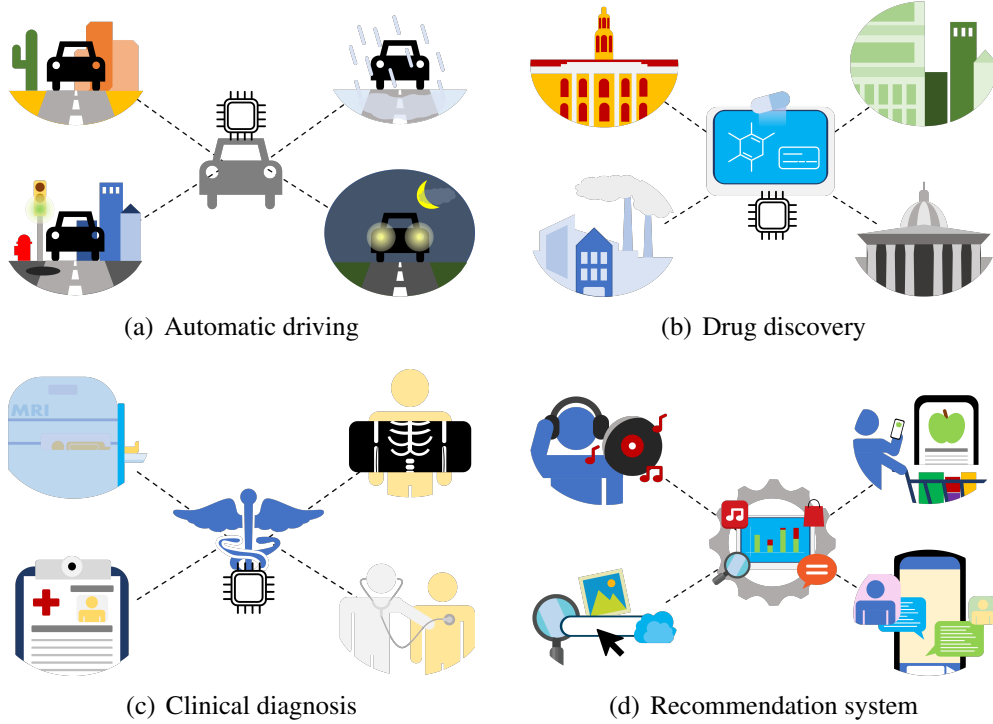 (a) Automatic driving
(b) Drug discovery
MRI
(c) Clinical diagnosis
(d) Recommendation system